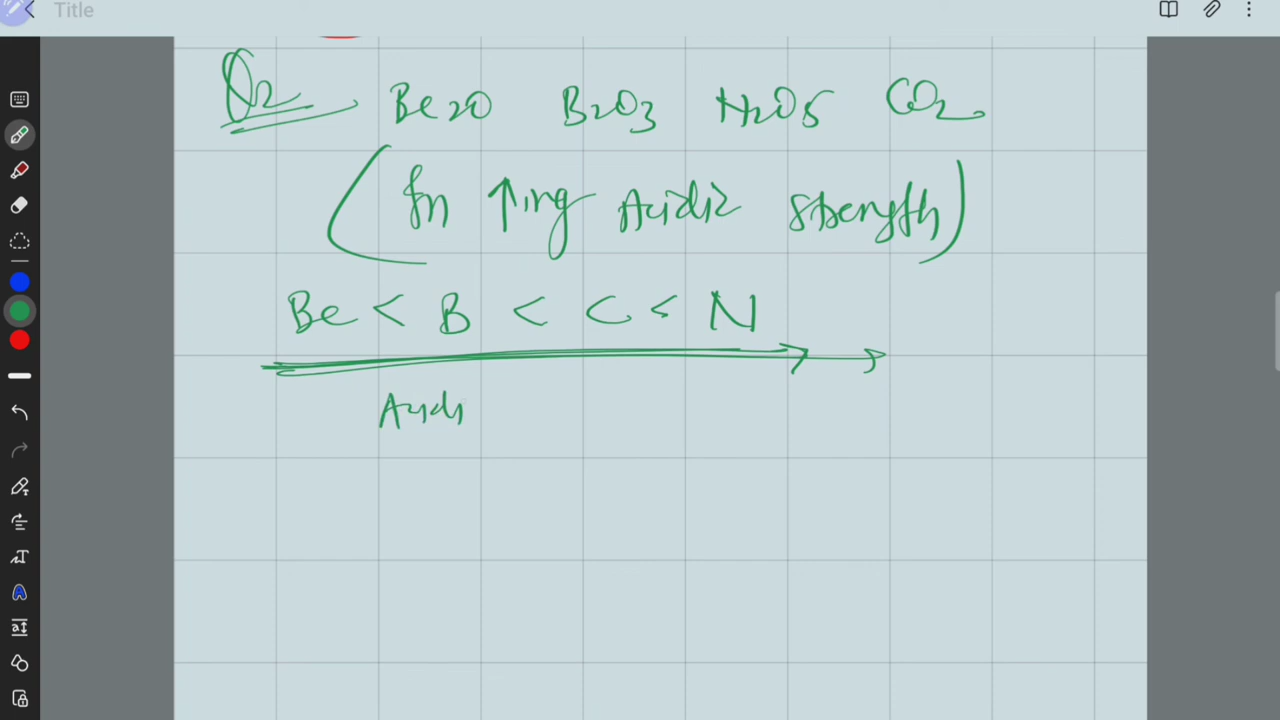 Title
Q2 Be2O B2O3 N2O5 CO2
(In ↑ing Acidic strength)
Be < B < C < N
Acidi